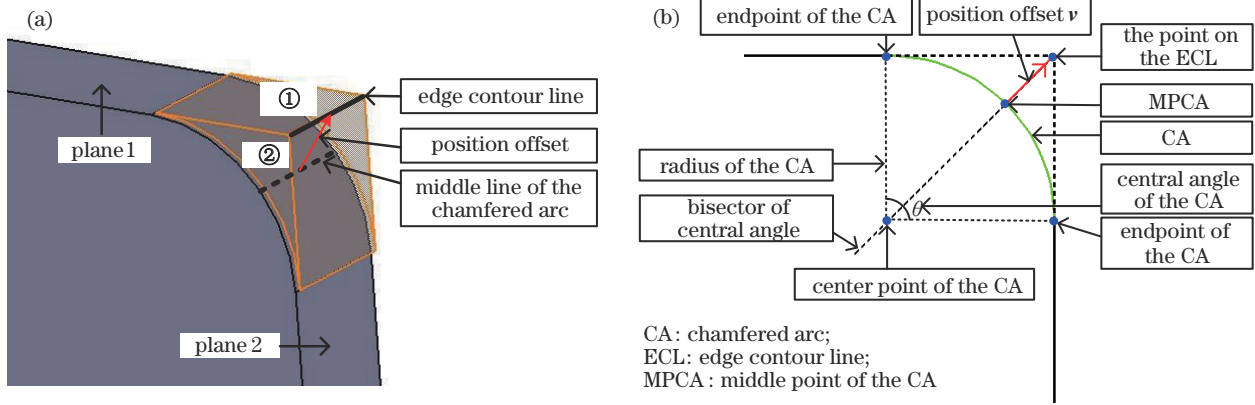 (a)
①
②
edge contour line
plane 1
position offset
middle line of the
chamfered arc
plane 2
(b)
endpoint of the CA
position offset v
the point on
the ECL
MPCA
CA
radius of the CA
central angle
of the CA
θ
bisector of
central angle
endpoint of
the CA
center point of the CA
CA: chamfered arc;
ECL: edge contour line;
MPCA: middle point of the CA